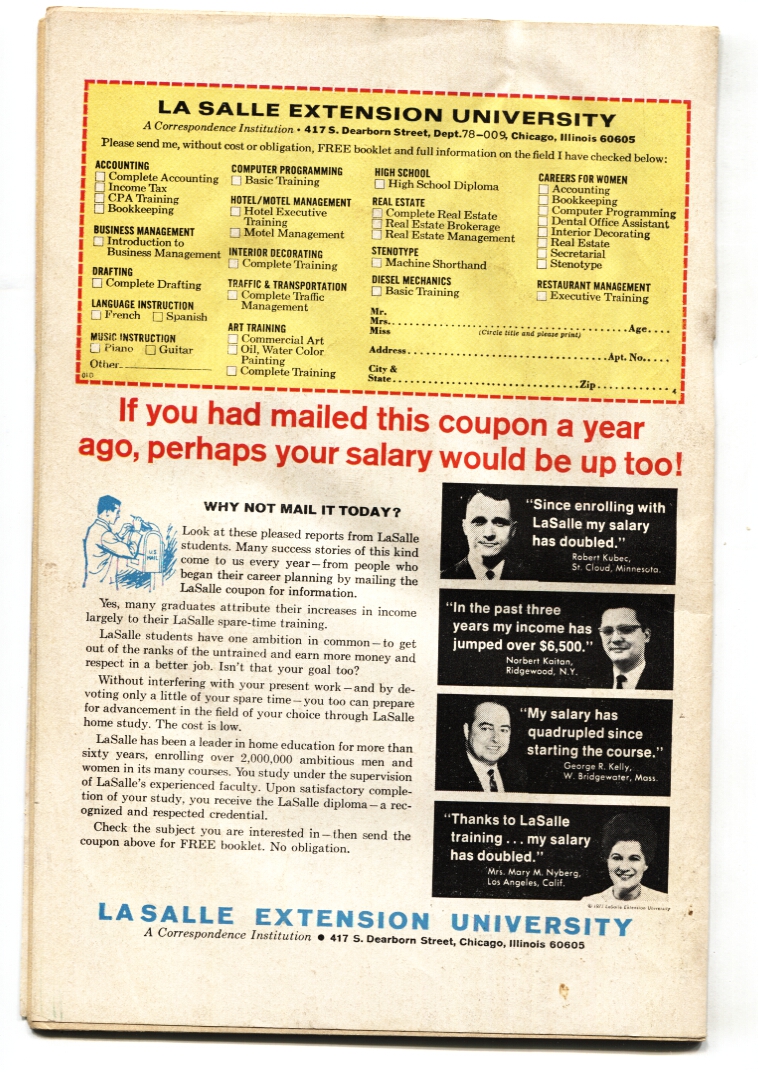 LA SALLE EXTENSION UNIVERSITY
A Correspondence Institution • 417 S. Dearborn Street, Dept. 78-009, Chicago, Illinois 60605
Please send me, without cost or obligation, FREE booklet and full information on the field I have checked below:
ACCOUNTING
Complete Accounting
Income Tax
CPA Training
Bookkeeping
BUSINESS MANAGEMENT
Introduction to
Business Management
DRAFTING
Complete Drafting
LANGUAGE INSTRUCTION
French Spanish
MUSIC INSTRUCTION
Piano Guitar
Other
COMPUTER PROGRAMMING
Basic Training
HOTEL/MOTEL MANAGEMENT
Hotel Executive
Training
Motel Management
INTERIOR DECORATING
Complete Training
TRAFFIC & TRANSPORTATION
Complete Traffic
Management
ART TRAINING
Commercial Art
Oil, Water Color
Painting
Complete Training
HIGH SCHOOL
High School Diploma
REAL ESTATE
Complete Real Estate
Real Estate Brokerage
Real Estate Management
STENOTYPE
Machine Shorthand
DIESEL MECHANICS
Basic Training
CAREERS FOR WOMEN
Accounting
Bookkeeping
Computer Programming
Dental Office Assistant
Interior Decorating
Real Estate
Secretarial
Stenotype
RESTAURANT MANAGEMENT
Executive Training
Mr.
Mrs. Age
Miss (Circle title and please print)
Address Apt. No.
City &
State Zip 4
If you had mailed this coupon a year
ago, perhaps your salary would be up too!
WHY NOT MAIL IT TODAY?
U.S.
MAIL
Look at these pleased reports from LaSalle
students. Many success stories of this kind
come to us every year—from people who
began their career planning by mailing the
LaSalle coupon for information.
Yes, many graduates attribute their increases in income
largely to their LaSalle spare-time training.
LaSalle students have one ambition in common—to get
out of the ranks of the untrained and earn more money and
respect in a better job. Isn't that your goal too?
Without interfering with your present work—and by de-
voting only a little of your spare time—you too can prepare
for advancement in the field of your choice through LaSalle
home study. The cost is low.
LaSalle has been a leader in home education for more than
sixty years, enrolling over 2,000,000 ambitious men and
women in its many courses. You study under the supervision
of LaSalle's experienced faculty. Upon satisfactory comple-
tion of your study, you receive the LaSalle diploma—a rec-
ognized and respected credential.
Check the subject you are interested in—then send the
coupon above for FREE booklet. No obligation.
"Since enrolling with
LaSalle my salary
has doubled."
Robert Kubec,
St. Cloud, Minnesota.
"In the past three
years my income has
jumped over $6,500."
Norbert Kaitan,
Ridgewood, N.Y.
"My salary has
quadrupled since
starting the course."
George R. Kelly,
W. Bridgewater, Mass.
"Thanks to LaSalle
training . . . my salary
has doubled."
Mrs. Mary M. Nyberg,
Los Angeles, Calif.
LaSalle Extension University
LA SALLE EXTENSION UNIVERSITY
A Correspondence Institution • 417 S. Dearborn Street, Chicago, Illinois 60605